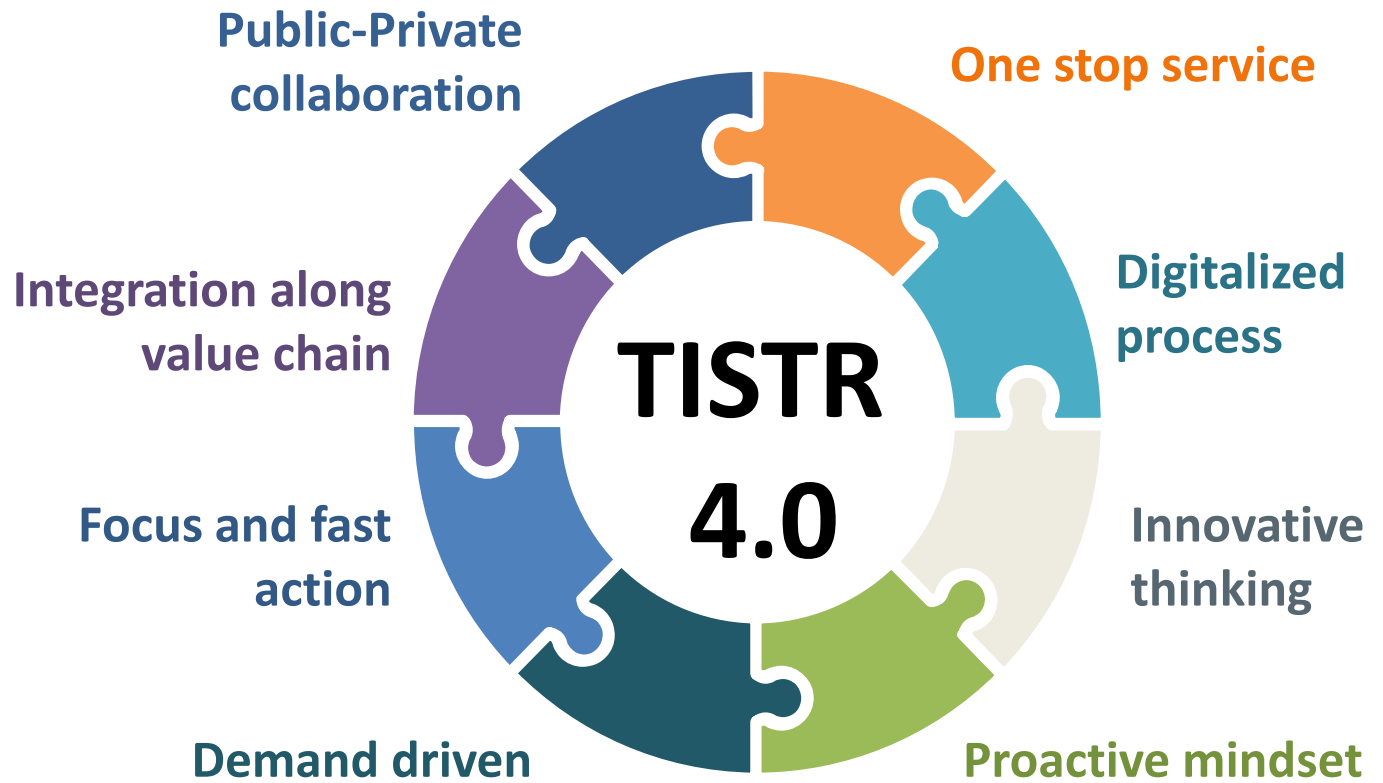 Public-Private
collaboration
One stop service
Integration along
value chain
Digitalized
process
TISTR
4.0
Focus and fast
action
Innovative
thinking
Demand driven
Proactive mindset